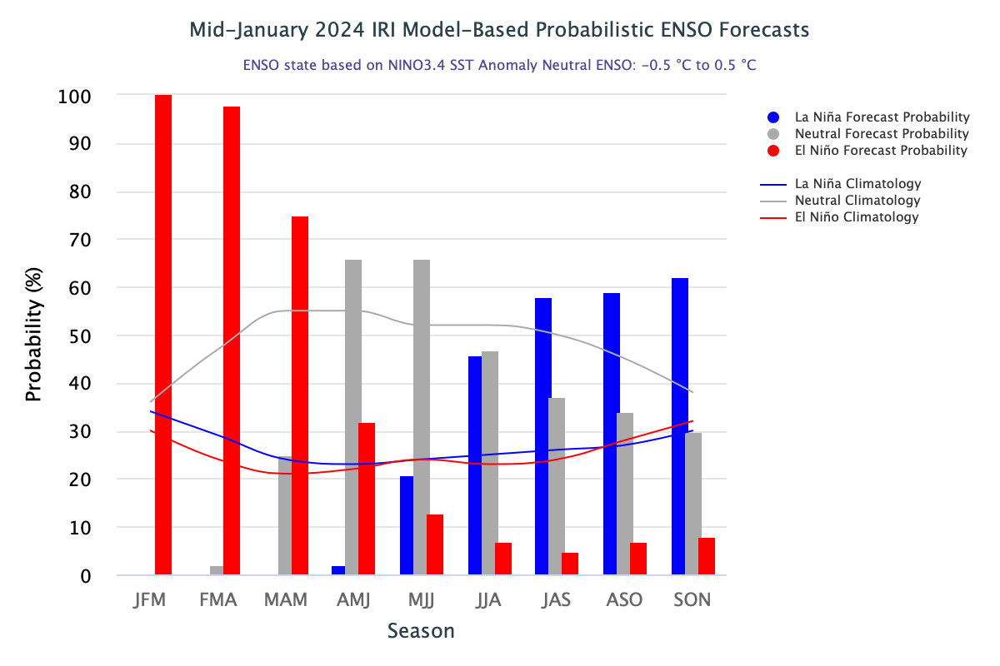 Mid-January 2024 IRI Model-Based Probabilistic ENSO Forecasts
ENSO state based on NINO3.4 SST Anomaly Neutral ENSO: -0.5 °C to 0.5 °C
100
90
80
70
60
50
40
30
20
10
0
Probability (%)
JFM FMA MAM AMJ MJJ JJA JAS ASO SON
Season
La Niña Forecast Probability
Neutral Forecast Probability
El Niño Forecast Probability
La Niña Climatology
Neutral Climatology
El Niño Climatology